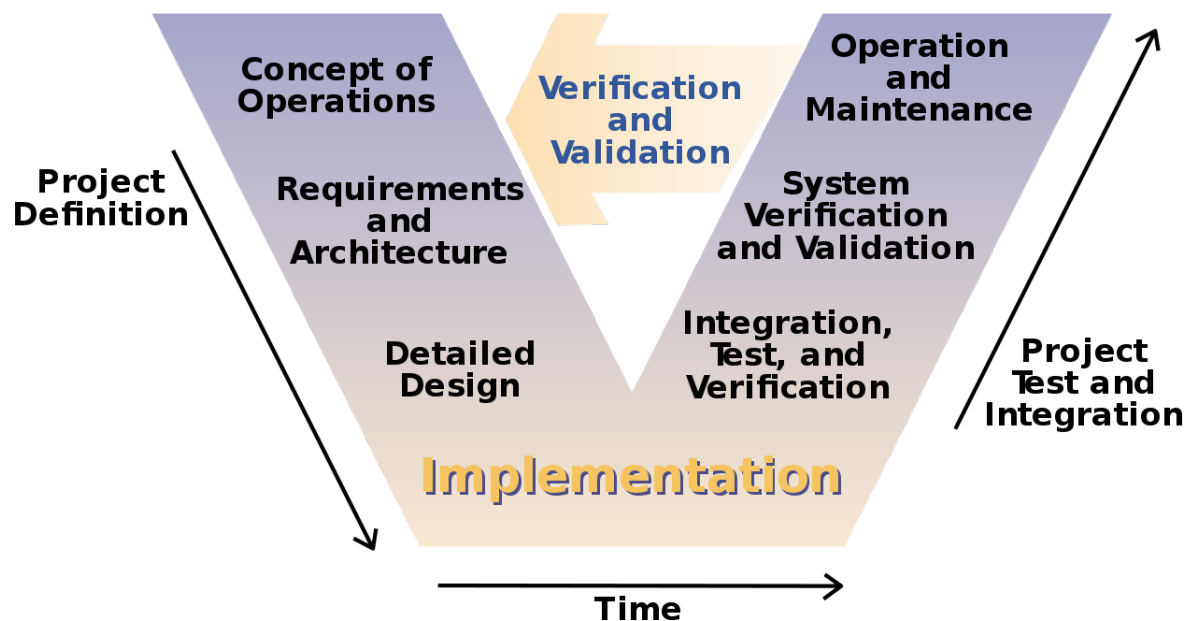 Concept of
Operations
Verification
and
Validation
Operation
and
Maintenance
Project
Definition
Requirements
and
Architecture
System
Verification
and Validation
Detailed
Design
Integration,
Test, and
Verification
Project
Test and
Integration
Implementation
Time